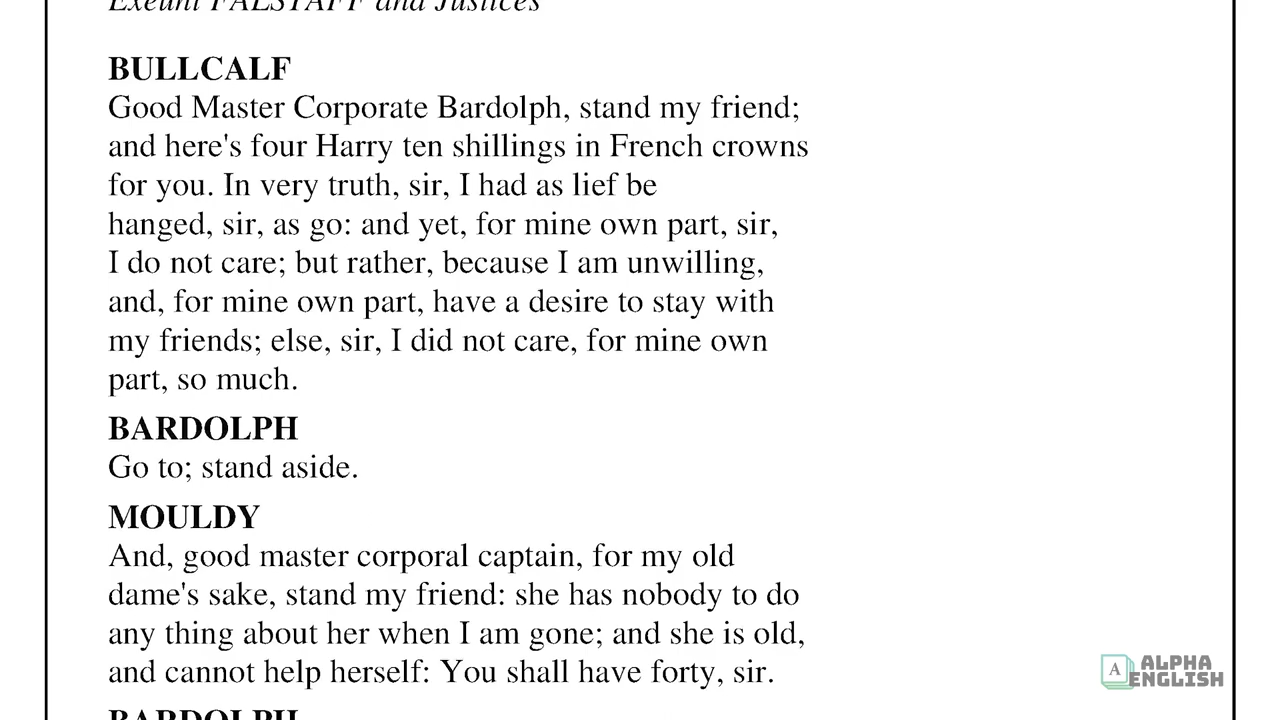 Exeunt FALSTAFF and Justices
BULLCALF
Good Master Corporate Bardolph, stand my friend;
and here's four Harry ten shillings in French crowns
for you. In very truth, sir, I had as lief be
hanged, sir, as go: and yet, for mine own part, sir,
I do not care; but rather, because I am unwilling,
and, for mine own part, have a desire to stay with
my friends; else, sir, I did not care, for mine own
part, so much.
BARDOLPH
Go to; stand aside.
MOULDY
And, good master corporal captain, for my old
dame's sake, stand my friend: she has nobody to do
any thing about her when I am gone; and she is old,
and cannot help herself: You shall have forty, sir.
BARDOLPH
A ALPHA
ENGLISH